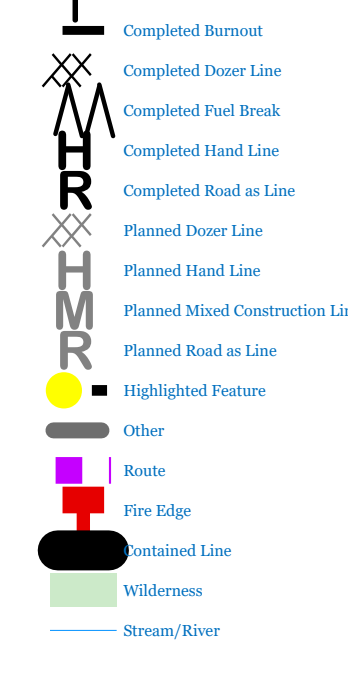 Completed Burnout
Completed Dozer Line
Completed Fuel Break
H Completed Hand Line
R Completed Road as Line
Planned Dozer Line
H Planned Hand Line
M Planned Mixed Construction Lin
R Planned Road as Line
Highlighted Feature
Other
Route
Fire Edge
Contained Line
Wilderness
Stream/River